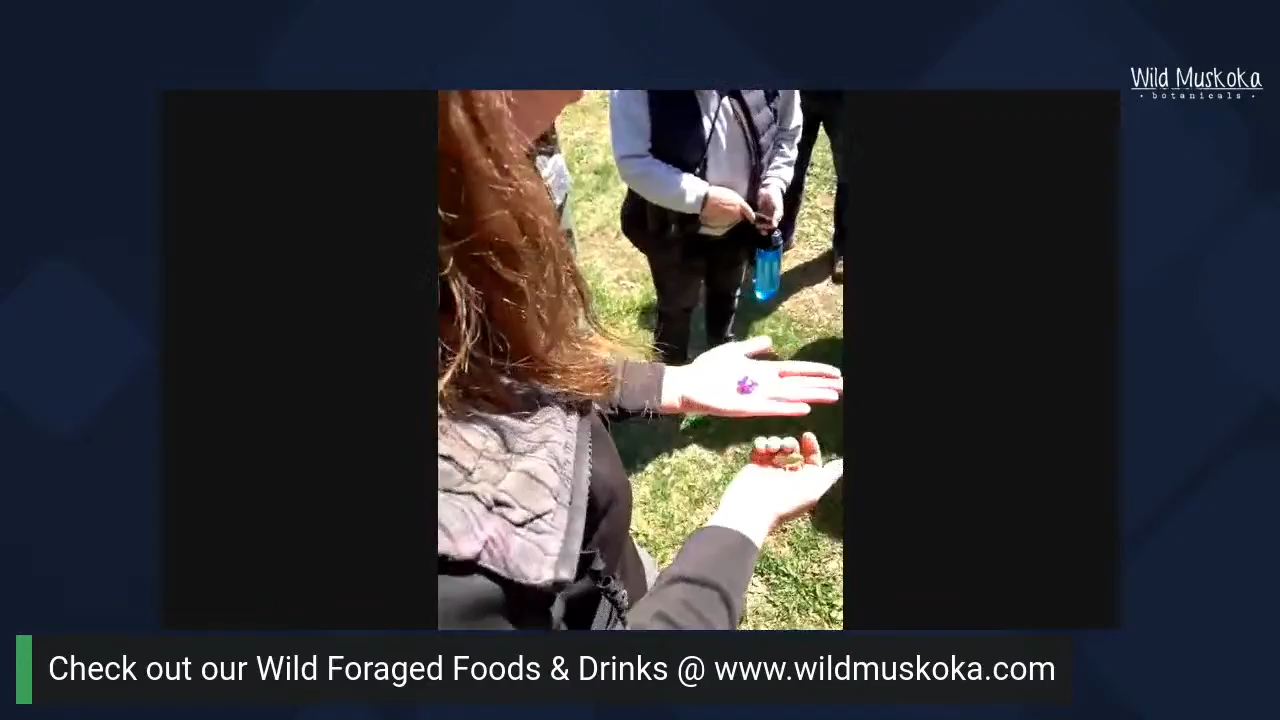 Wild Muskoka
• botanicals •
Check out our Wild Foraged Foods & Drinks @ www.wildmuskoka.com